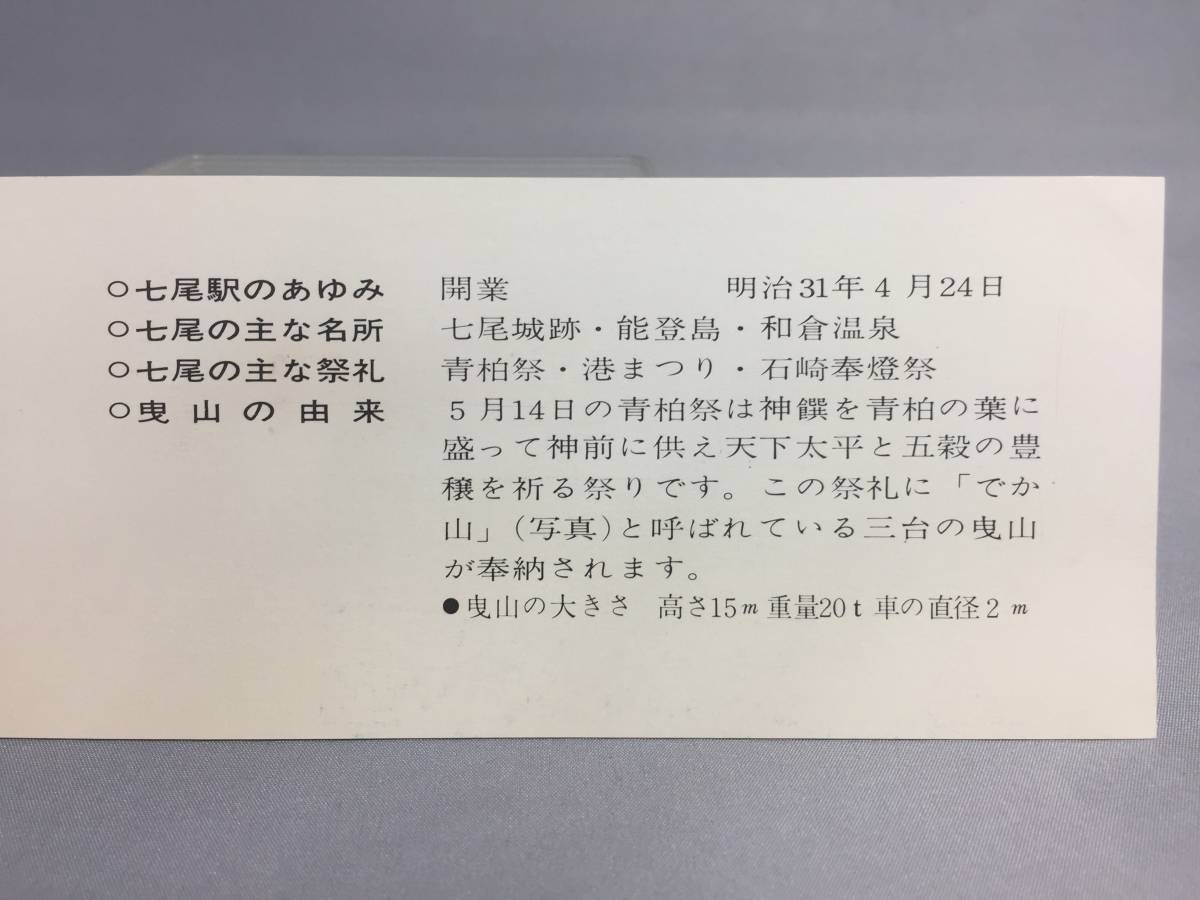 ○七尾駅のあゆみ 開業 明治31年4月24日
○七尾の主な名所 七尾城跡・能登島・和倉温泉
○七尾の主な祭礼 青柏祭・港まつり・石崎奉燈祭
○曳山の由来 5月14日の青柏祭は神饌を青柏の葉に
盛って神前に供え天下太平と五穀の豊
穣を祈る祭りです。この祭礼に「でか
山」(写真)と呼ばれている三台の曳山
が奉納されます。
●曳山の大きさ 高さ15m重量20t車の直径2m